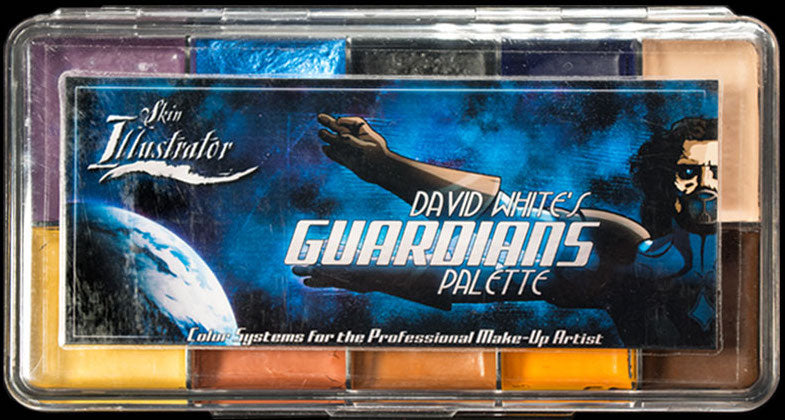 Skin
Illustrator
DAVID WHITE'S
GUARDIANS
PALETTE
Color Systems for the Professional Make-Up Artist